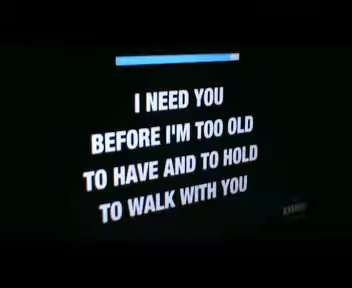 I NEED YOU
BEFORE I'M TOO OLD
TO HAVE AND TO HOLD
TO WALK WITH YOU